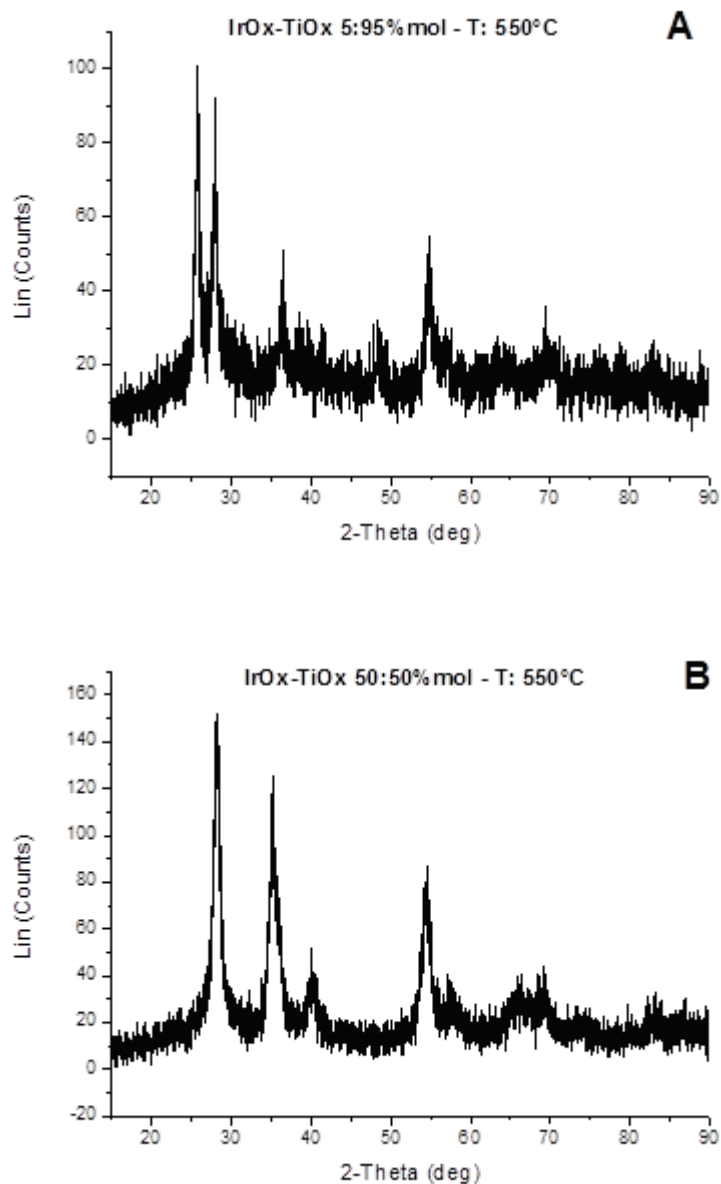 IrOx-TiOx 5:95%mol - T: 550ºC
A
100
80
60
40
20
0
Lin (Counts)
20 30 40 50 60 70 80 90
2-Theta (deg)
IrOx-TiOx 50:50%mol - T: 550ºC
B
160
140
120
100
80
60
40
20
0
-20
Lin (Counts)
20 30 40 50 60 70 80 90
2-Theta (deg)